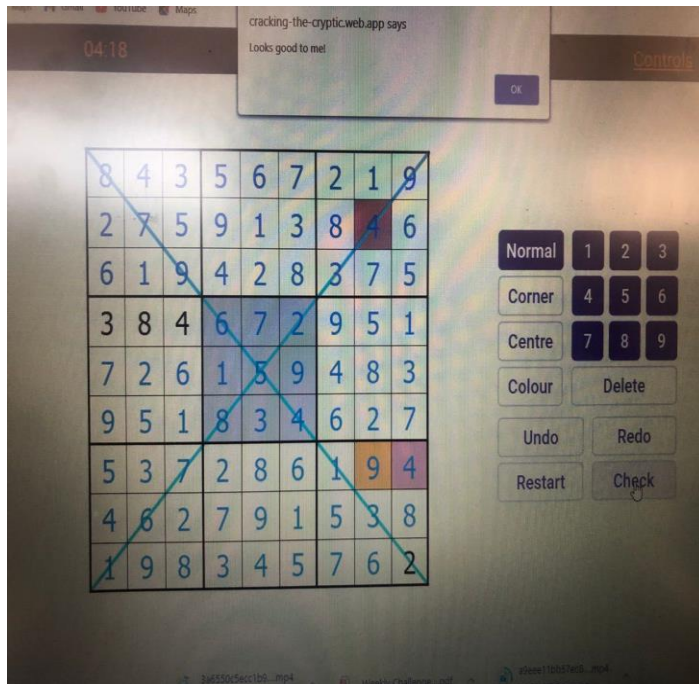 Gmail YouTube Maps
cracking-the-cryptic.web.app says
Looks good to me!
OK
04:18
Controls
8 4 3 5 6 7 2 1 9
2 7 5 9 1 3 8 4 6
6 1 9 4 2 8 3 7 5
3 8 4 6 7 2 9 5 1
7 2 6 1 5 9 4 8 3
9 5 1 8 3 4 6 2 7
5 3 7 2 8 6 1 9 4
4 6 2 7 9 1 5 3 8
1 9 8 3 4 5 7 6 2
Normal 1 2 3
Corner 4 5 6
Centre 7 8 9
Colour Delete
Undo Redo
Restart Check